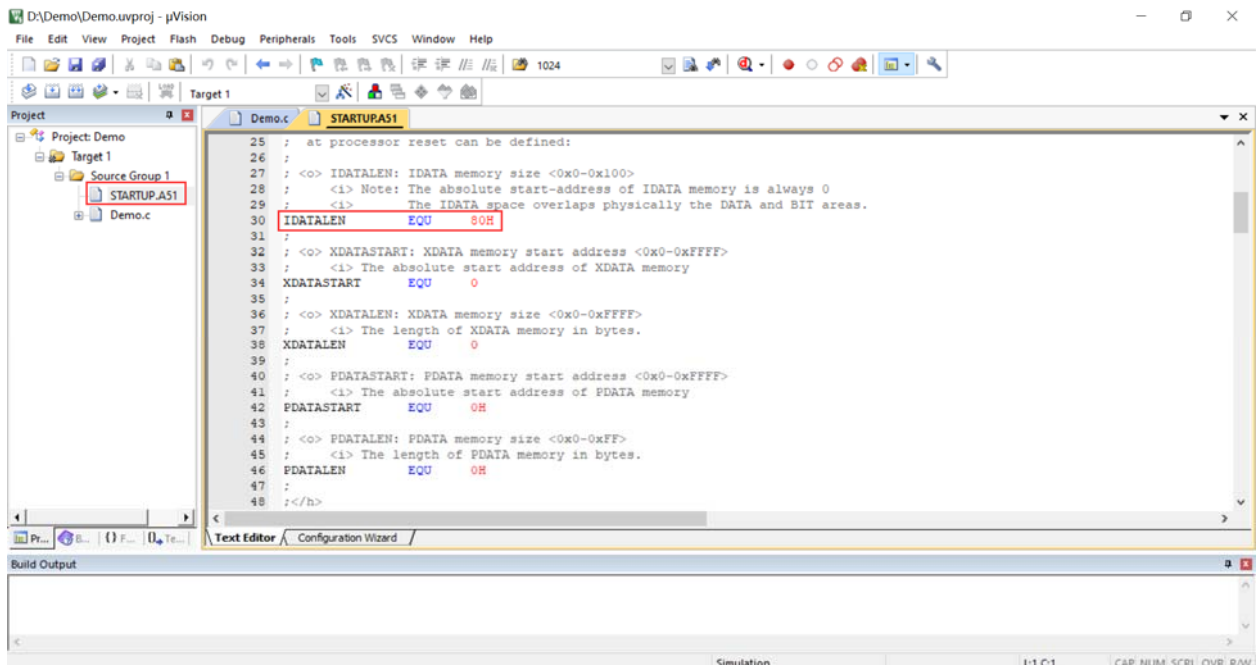 D:\Demo\Demo.uvproj - µVision
File Edit View Project Flash Debug Peripherals Tools SVCS Window Help
1024
LOAD Target 1
Project
Demo.c STARTUP.A51
Project: Demo
Target 1
Source Group 1
STARTUP.A51
Demo.c
25 ; at processor reset can be defined:
26 ;
27 ; <o> IDATALEN: IDATA memory size <0x0-0x100>
28 ; <i> Note: The absolute start-address of IDATA memory is always 0
29 ; <i> The IDATA space overlaps physically the DATA and BIT areas.
30 IDATALEN EQU 80H
31 ;
32 ; <o> XDATASTART: XDATA memory start address <0x0-0xFFFF>
33 ; <i> The absolute start address of XDATA memory
34 XDATASTART EQU 0
35 ;
36 ; <o> XDATALEN: XDATA memory size <0x0-0xFFFF>
37 ; <i> The length of XDATA memory in bytes.
38 XDATALEN EQU 0
39 ;
40 ; <o> PDATASTART: PDATA memory start address <0x0-0xFFFF>
41 ; <i> The absolute start address of PDATA memory
42 PDATASTART EQU 0H
43 ;
44 ; <o> PDATALEN: PDATA memory size <0x0-0xFF>
45 ; <i> The length of PDATA memory in bytes.
46 PDATALEN EQU 0H
47 ;
48 ;</h>
Pr... B... {} F... 0 Te...
Text Editor Configuration Wizard
Build Output
Simulation L:1 C:1 CAP NUM SCRL OVR R/W